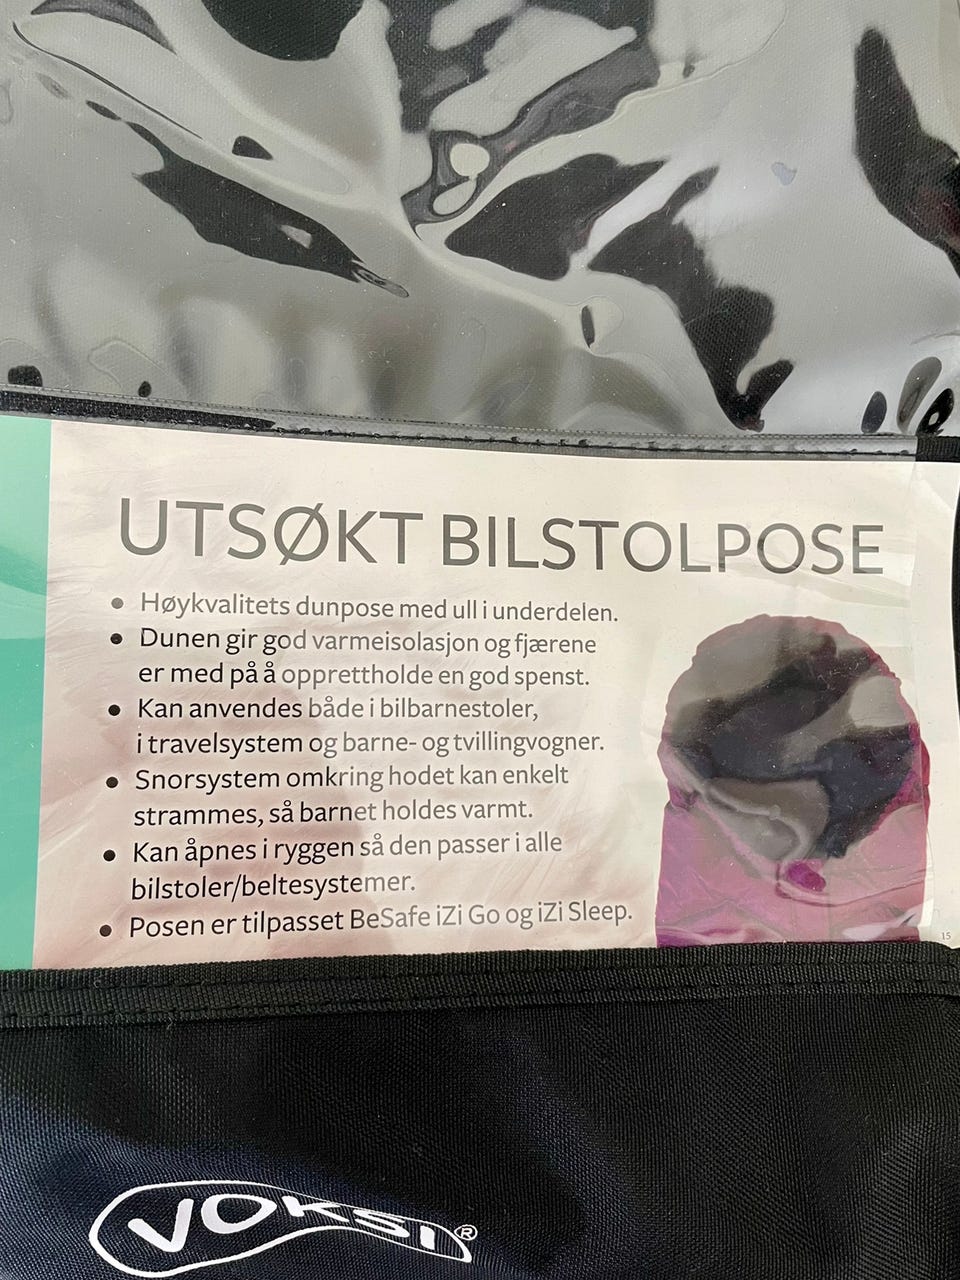 UTSØKT BILSTOLPOSE
• Høykvalitets dunpose med ull i underdelen.
• Dunen gir god varmeisolasjon og fjærene
er med på å opprettholde en god spenst.
• Kan anvendes både i bilbarnestoler,
i travelsystem og barne- og tvillingvogner.
• Snorsystem omkring hodet kan enkelt
strammes, så barnet holdes varmt.
• Kan åpnes i ryggen så den passer i alle
bilstoler/beltesystemer.
• Posen er tilpasset BeSafe iZi Go og iZi Sleep.
15
VOKSI®